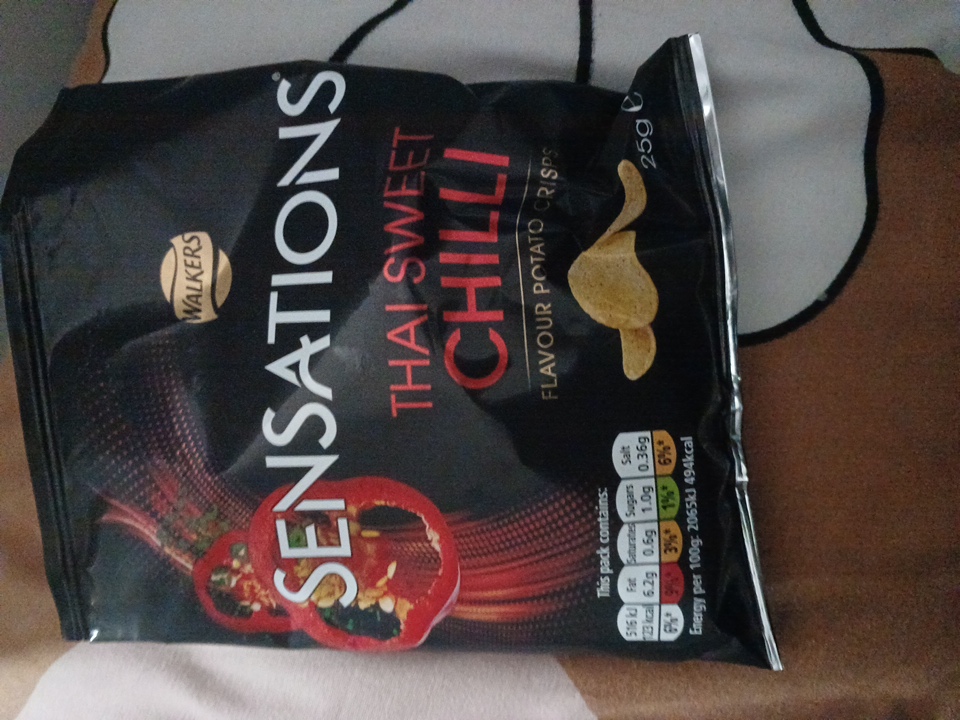 WALKERS
SENSATIONS
THAI SWEET
CHILLI
FLAVOUR POTATO CRISPS
25g e
This pack contains:
516 kJ Fat Saturates Sugars Salt
123 kcal 6.2g 0.6g 1.0g 0.36g
6%* 9%* 3%* 1%* 6%*
Energy per 100g: 2065kJ 494kcal